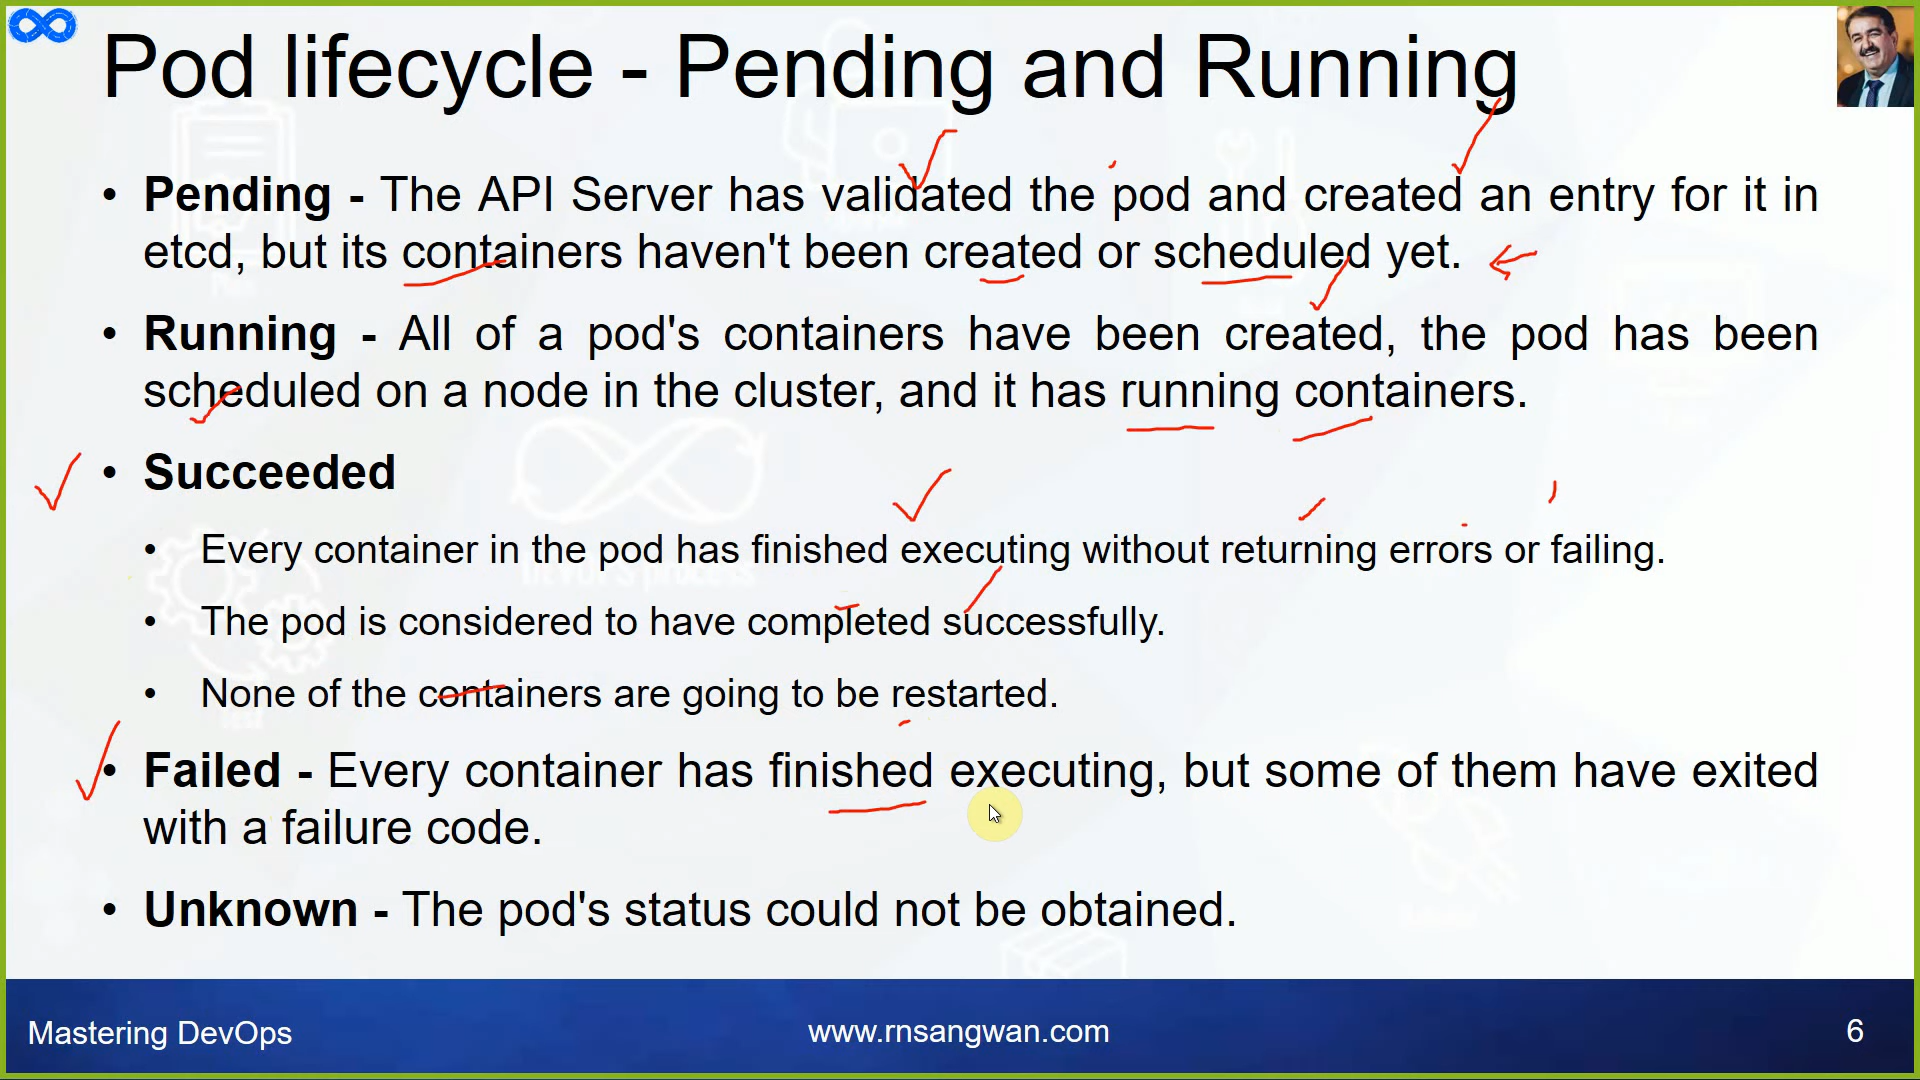 Pod lifecycle - Pending and Running
• Pending - The API Server has validated the pod and created an entry for it in
etcd, but its containers haven't been created or scheduled yet.
• Running - All of a pod's containers have been created, the pod has been
scheduled on a node in the cluster, and it has running containers.
• Succeeded
• Every container in the pod has finished executing without returning errors or failing.
• The pod is considered to have completed successfully.
• None of the containers are going to be restarted.
• Failed - Every container has finished executing, but some of them have exited
with a failure code.
• Unknown - The pod's status could not be obtained.
Mastering DevOps
www.rnsangwan.com
6